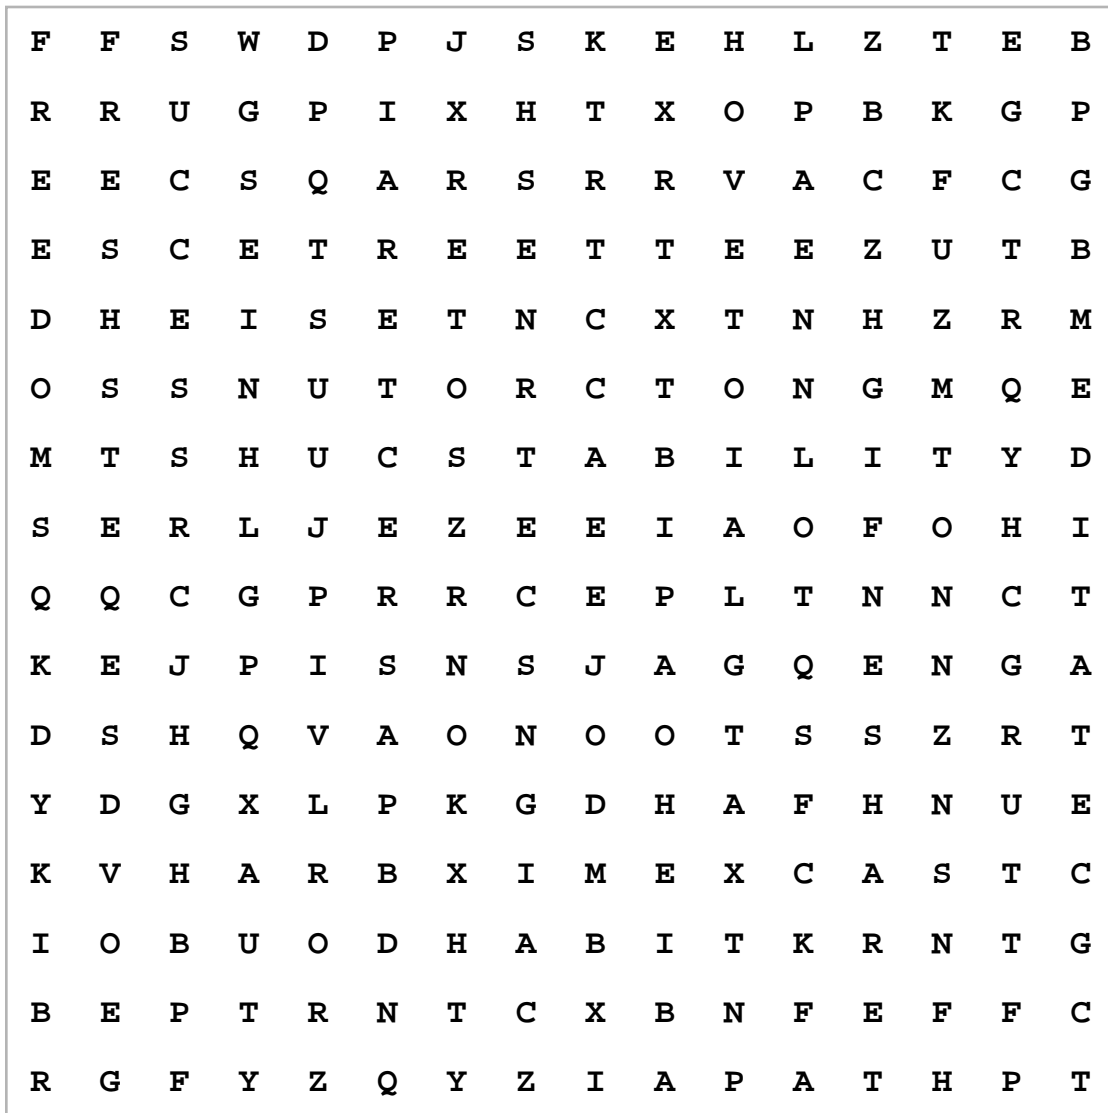 F F S W D P J S K E H L Z T E B
R R U G P I X H T X O P B K G P
E E C S Q A R S R R V A C F C G
E S C E T R E E T T E E Z U T B
D H E I S E T N C X T N H Z R M
O S S N U T O R C T O N G M Q E
M T S H U C S T A B I L I T Y D
S E R L J E Z E E I A O F O H I
Q Q C G P R R C E P L T N N C T
K E J P I S N S J A G Q E N G A
D S H Q V A O N O O T S S Z R T
Y D G X L P K G D H A F H N U E
K V H A R B X I M E X C A S T C
I O B U O D H A B I T K R N T G
B E P T R N T C X B N F E F F C
R G F Y Z Q Y Z I A P A T H P T